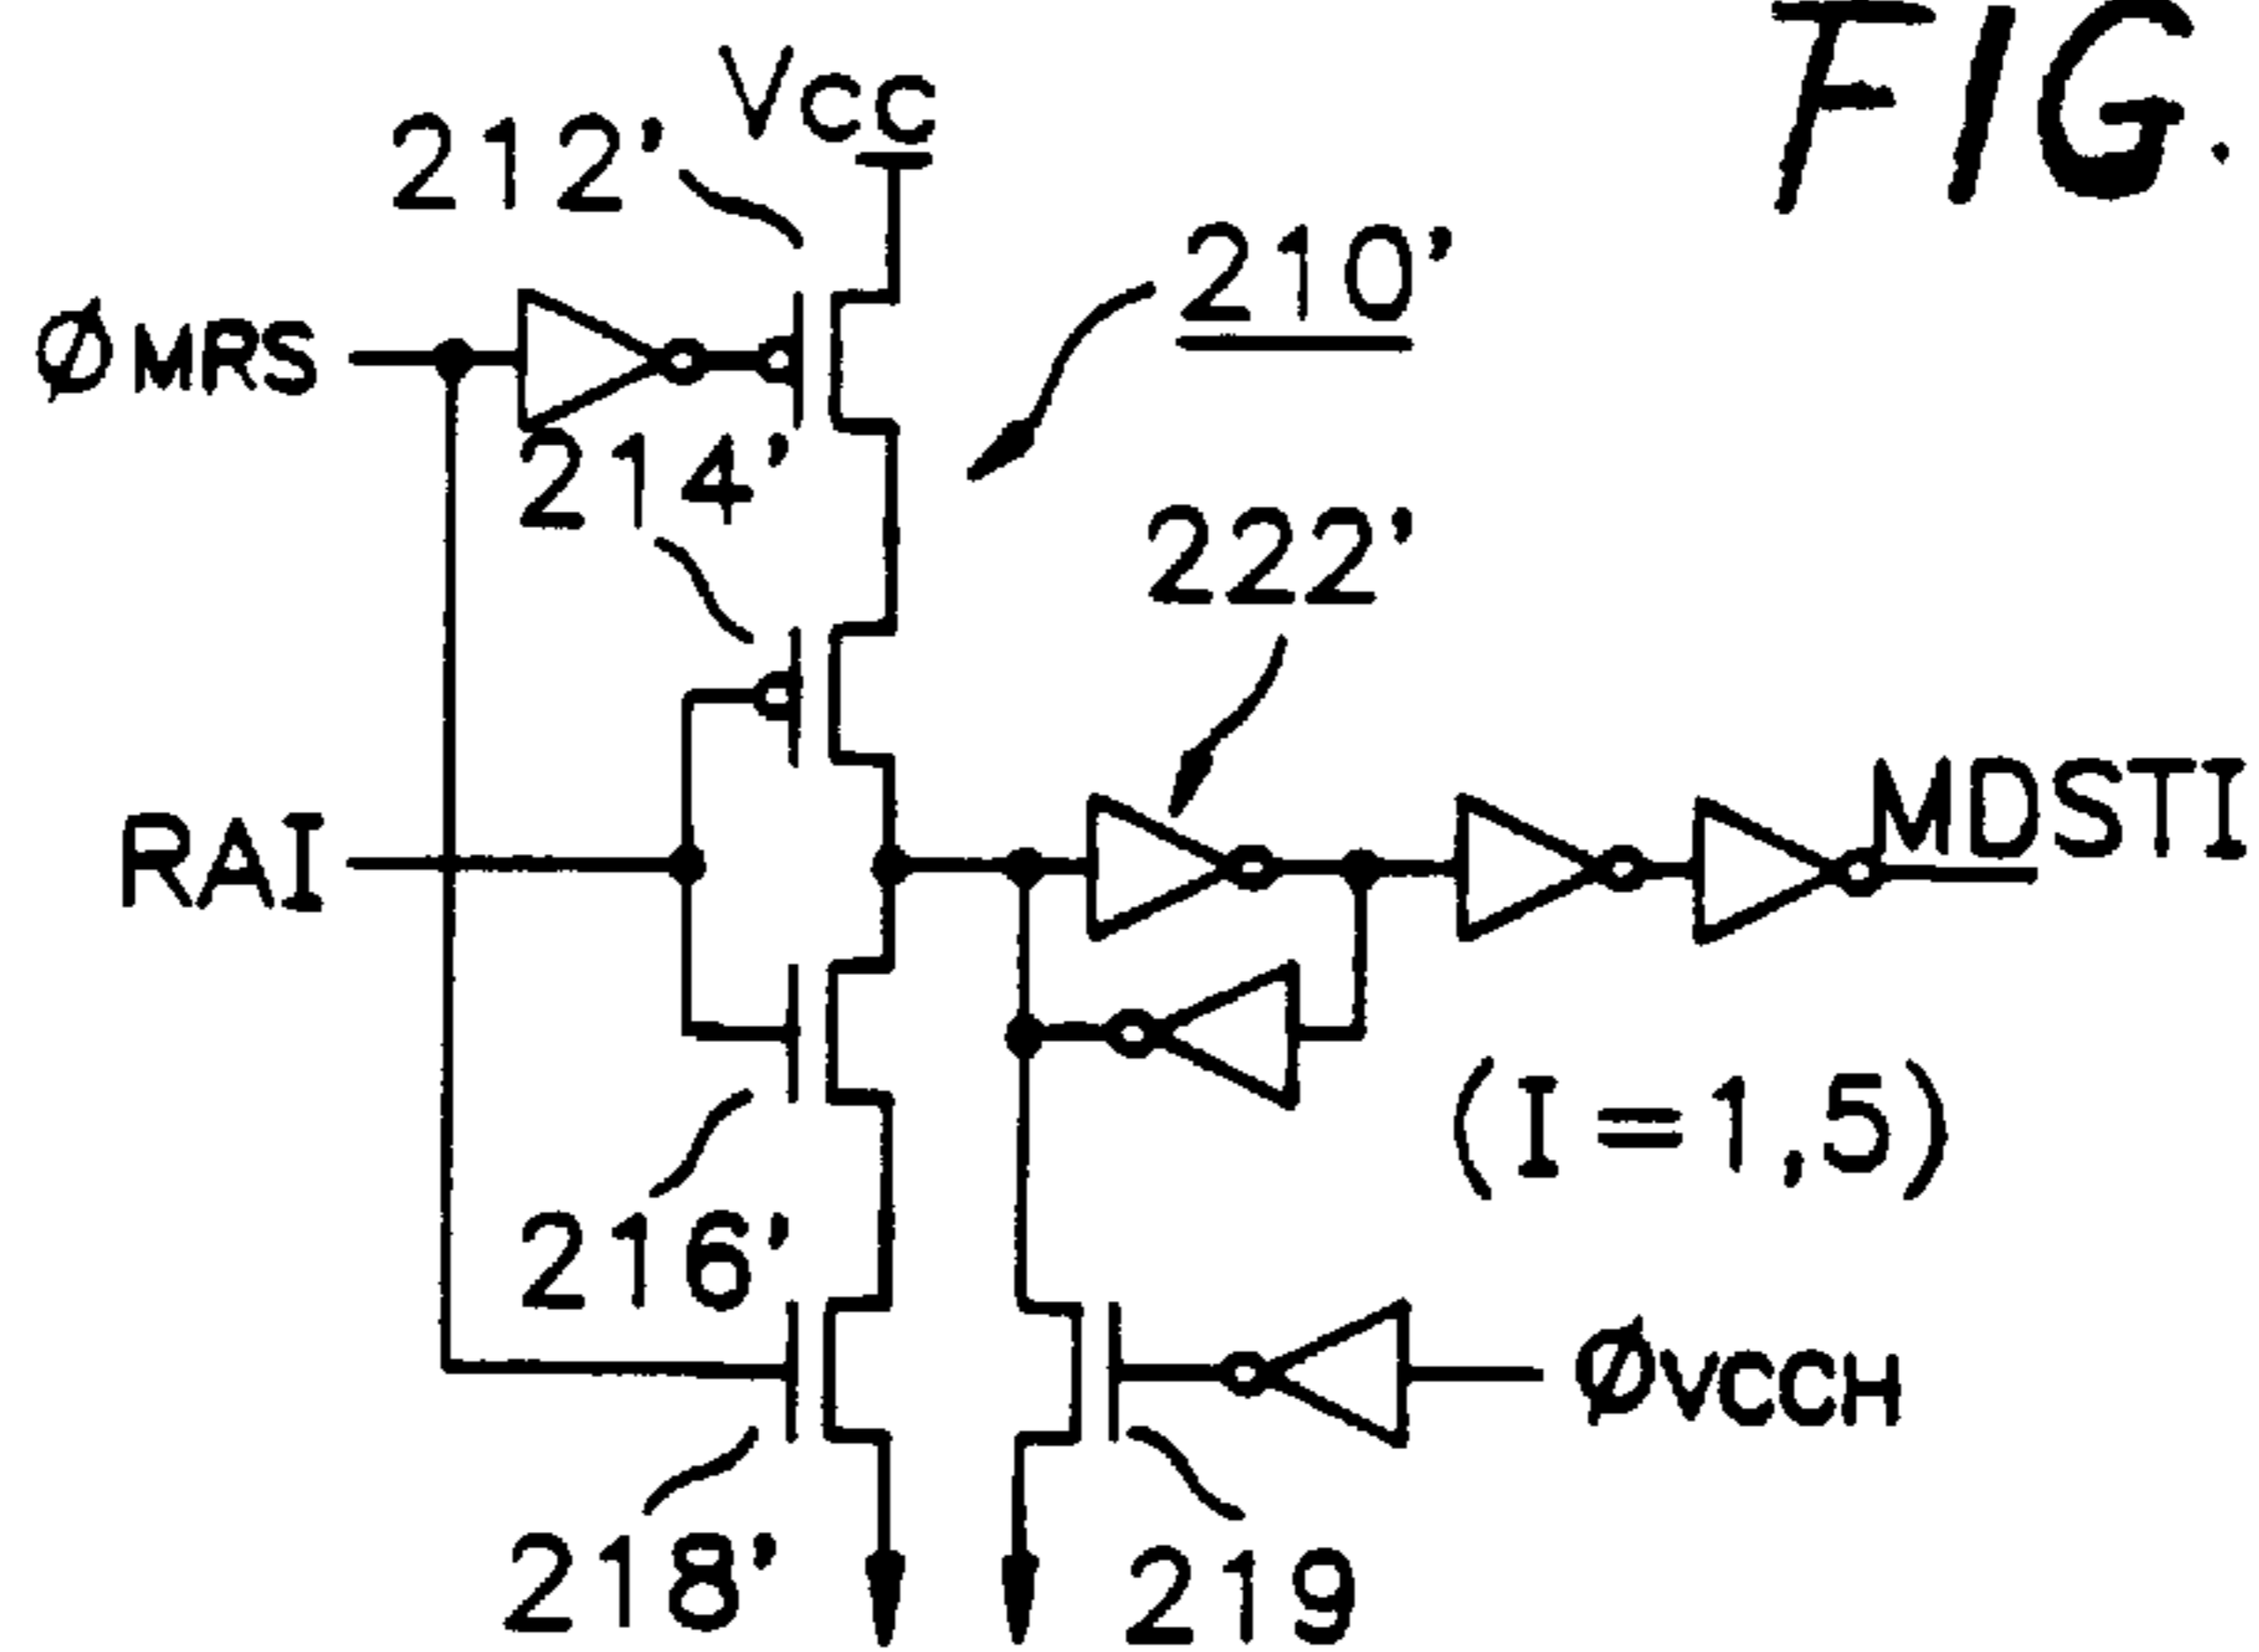 FIG.
Vcc
212'
210'
ØMRS
214'
222'
MDSTI
RAI
(I=1,5)
216'
ØVCCH
218'
219